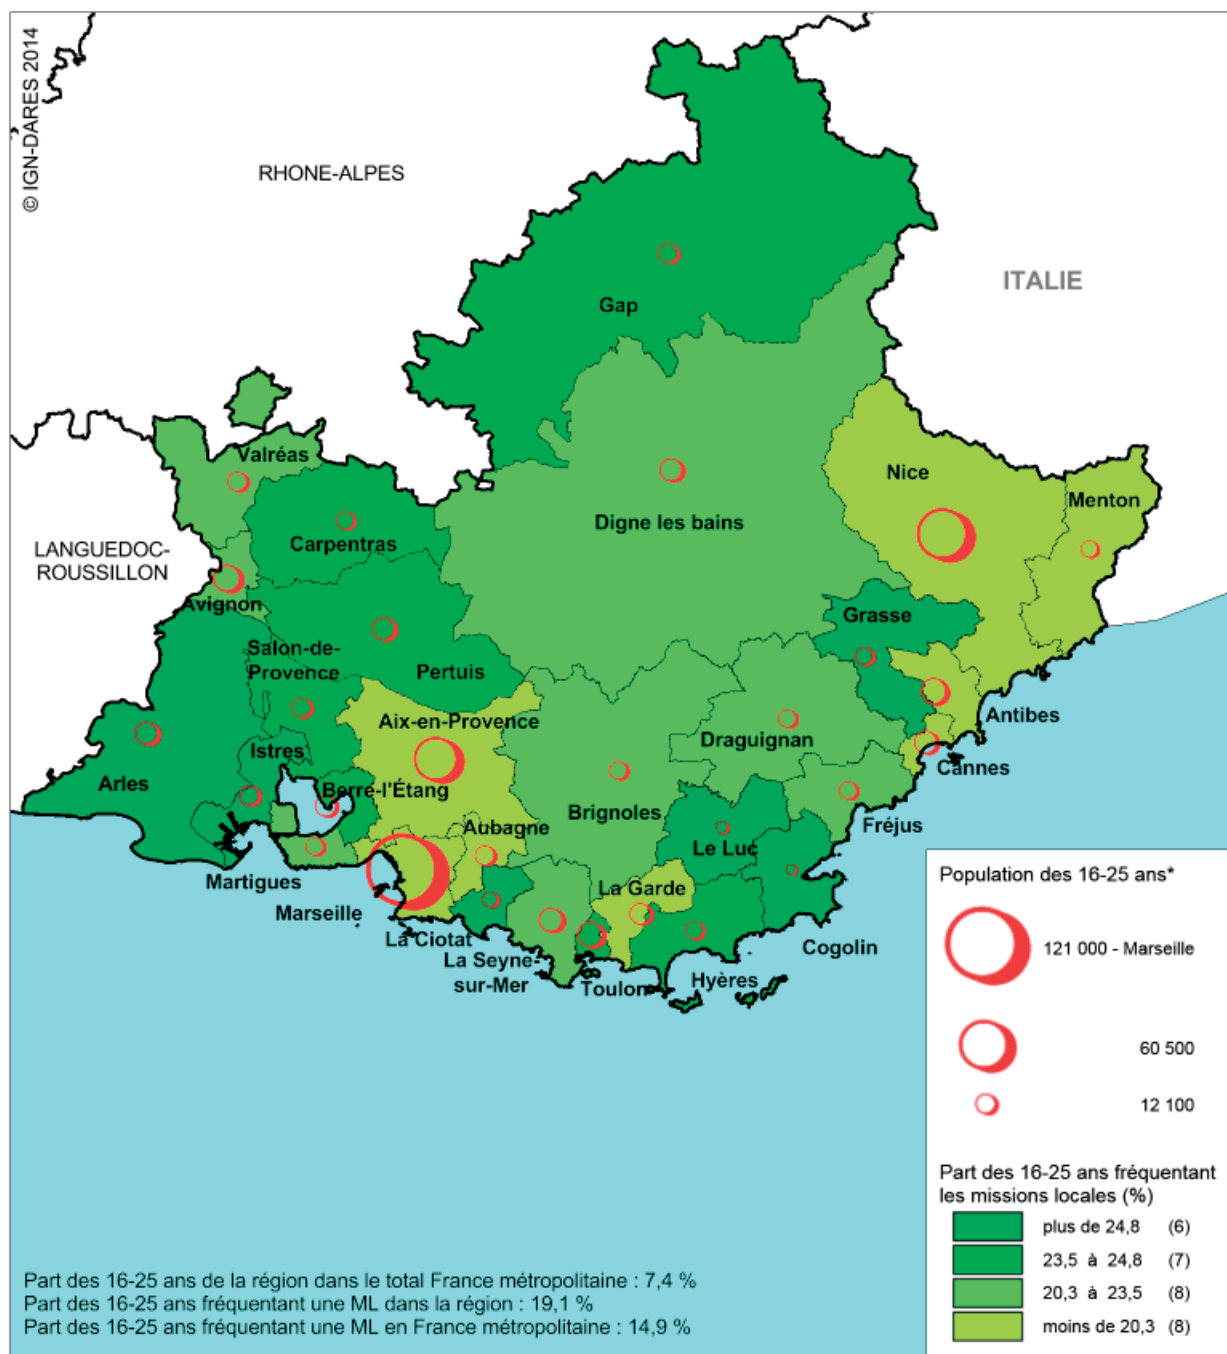 © IGN-DARES 2014
RHONE-ALPES
ITALIE
Gap
Valréas
Nice
Menton
Digne les bains
Carpentras
LANGUEDOC-
ROUSSILLON
Avignon
Grasse
Salon-de-
Provence
Pertuis
Aix-en-Provence
Antibes
Draguignan
Istres
Cannes
Arles
Berre-l'Étang
Brignoles
Fréjus
Aubagne
Le Luc
Martigues
La Garde
Marseille
La Ciotat
Cogolin
La Seyne-
sur-Mer
Toulon
Hyères
Population des 16-25 ans*
121 000 - Marseille
60 500
12 100
Part des 16-25 ans fréquentant
les missions locales (%)
plus de 24,8 (6)
23,5 à 24,8 (7)
20,3 à 23,5 (8)
moins de 20,3 (8)
Part des 16-25 ans de la région dans le total France métropolitaine : 7,4 %
Part des 16-25 ans fréquentant une ML dans la région : 19,1 %
Part des 16-25 ans fréquentant une ML en France métropolitaine : 14,9 %